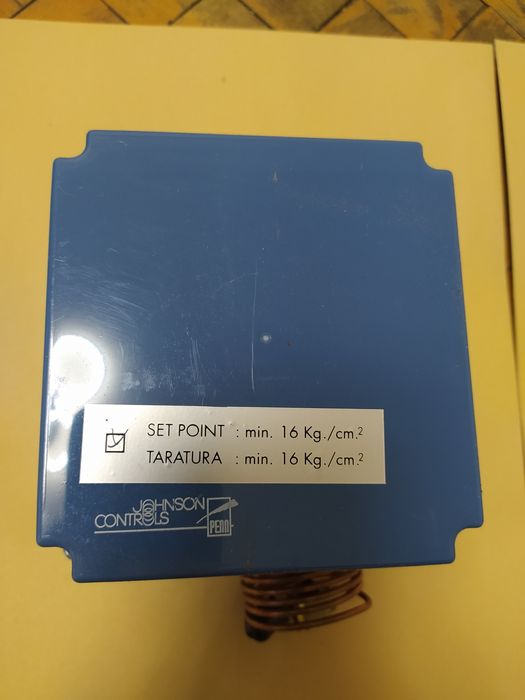 SET POINT : min. 16 Kg./cm.²
TARATURA : min. 16 Kg./cm.²
JOHNSON
CONTROLS
PENN